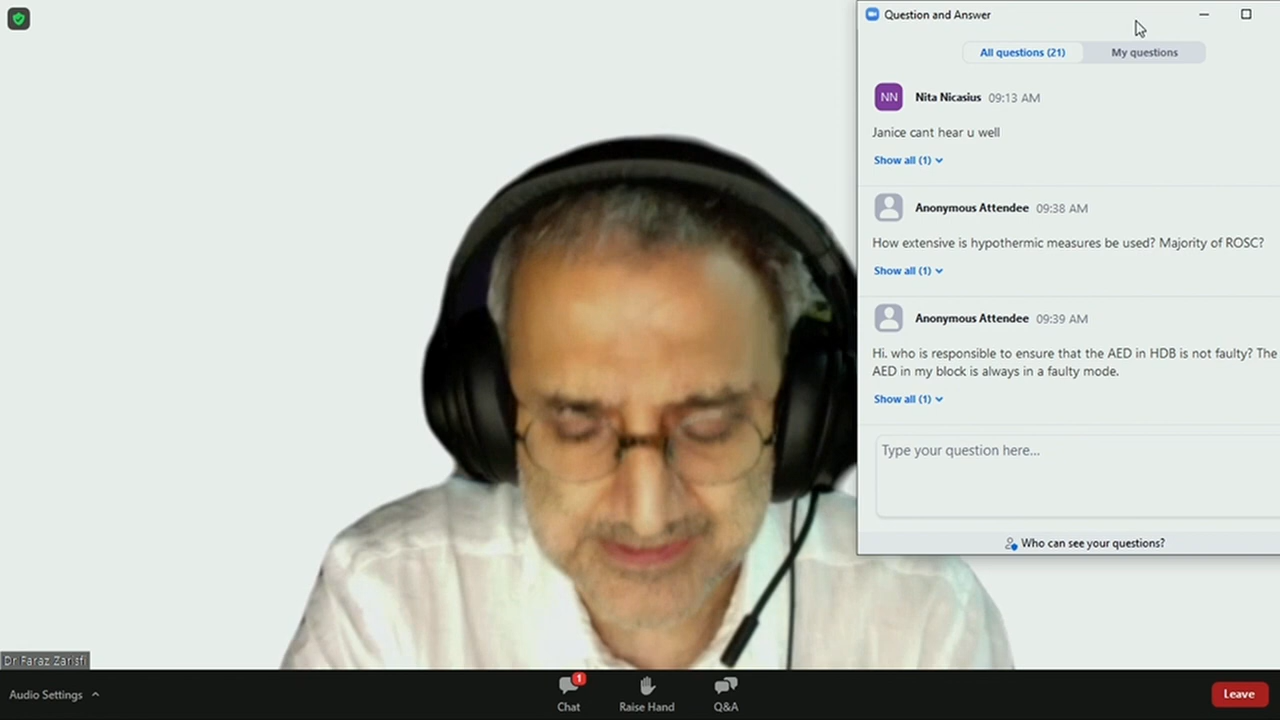 Question and Answer
All questions (21)
My questions
NN
Nita Nicasius 09:13 AM
Janice cant hear u well
Show all (1)
Anonymous Attendee 09:38 AM
How extensive is hypothermic measures be used? Majority of ROSC?
Show all (1)
Anonymous Attendee 09:39 AM
Hi. who is responsible to ensure that the AED in HDB is not faulty? The
AED in my block is always in a faulty mode.
Show all (1)
Type your question here...
Who can see your questions?
Dr Faraz Zarisfi
Audio Settings
1
Chat
Raise Hand
Q&A
Leave